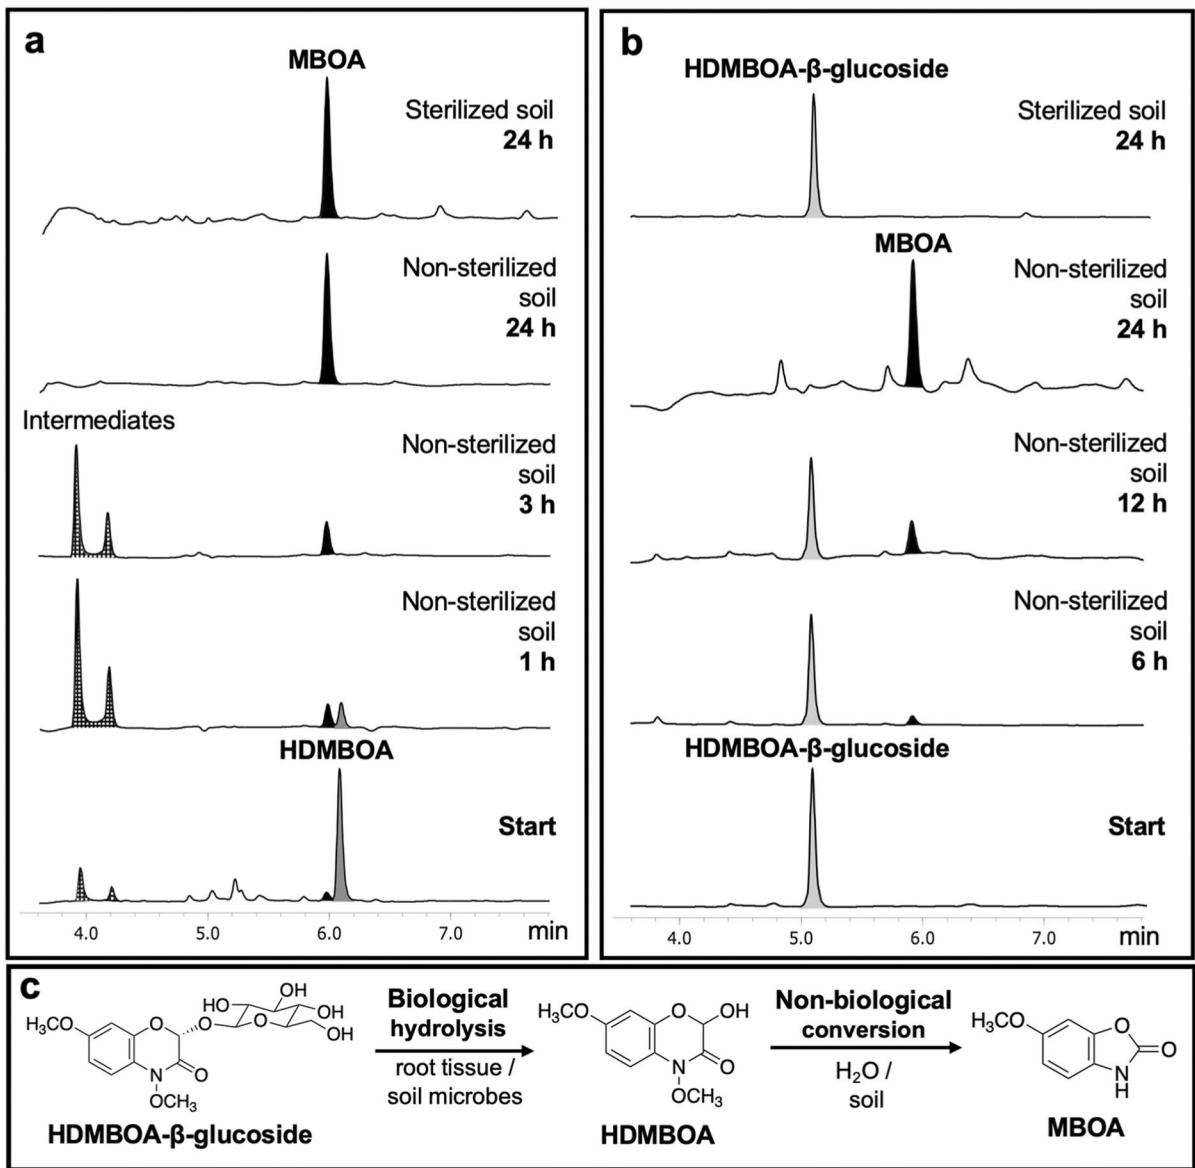 a
MBOA
Sterilized soil
24 h
Non-sterilized
soil
24 h
Intermediates
Non-sterilized
soil
3 h
Non-sterilized
soil
1 h
HDMBOA
Start
4.0 5.0 6.0 7.0 min
b
HDMBOA-β-glucoside
Sterilized soil
24 h
MBOA
Non-sterilized
soil
24 h
Non-sterilized
soil
12 h
Non-sterilized
soil
6 h
HDMBOA-β-glucoside
Start
4.0 5.0 6.0 7.0 min
c
H₃CO O O HO O OH OH OH N O OCH₃
HDMBOA-β-glucoside
Biological
hydrolysis
root tissue /
soil microbes
H₃CO O OH N O OCH₃
HDMBOA
Non-biological
conversion
H₂O /
soil
H₃CO O O N H
MBOA